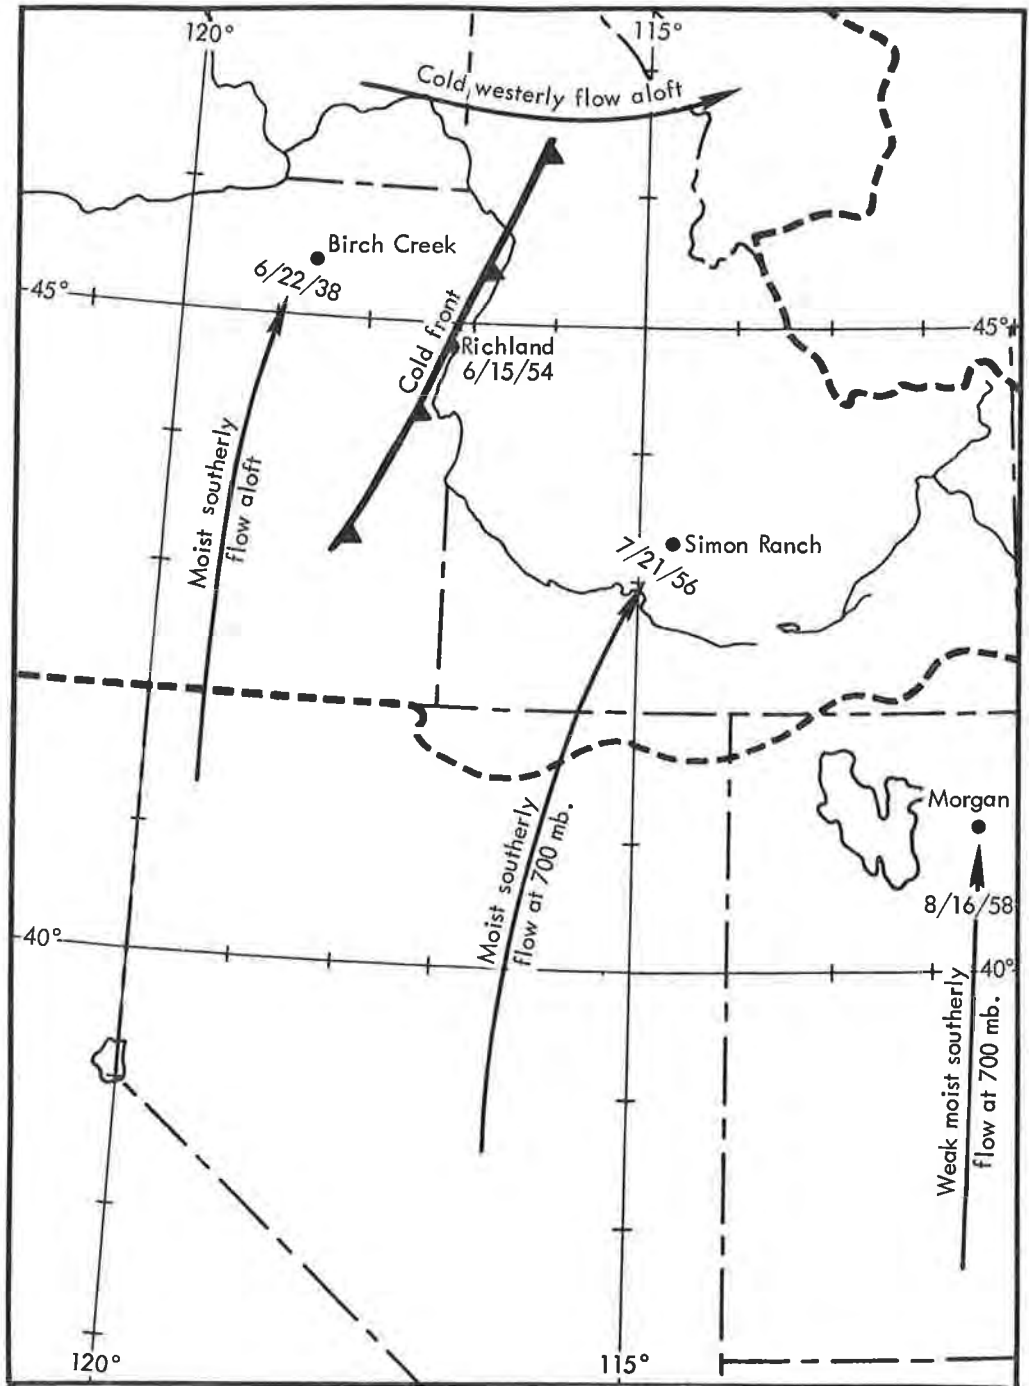 120°
115°
Cold westerly flow aloft
Birch Creek
6/22/38
45°
45°
Cold front
Richland
6/15/54
Moist southerly
flow aloft
Simon Ranch
7/21/56
Morgan
Moist southerly
flow at 700 mb.
8/16/58
40°
40°
Weak moist southerly
flow at 700 mb.
120°
115°